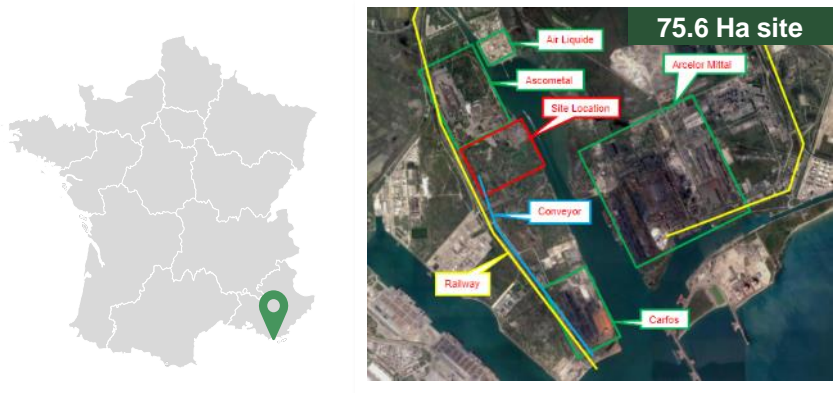 75.6 Ha site
Air Liquide
Arcelor Mittal
Ascometal
Site Location
Conveyor
Railway
Carfos